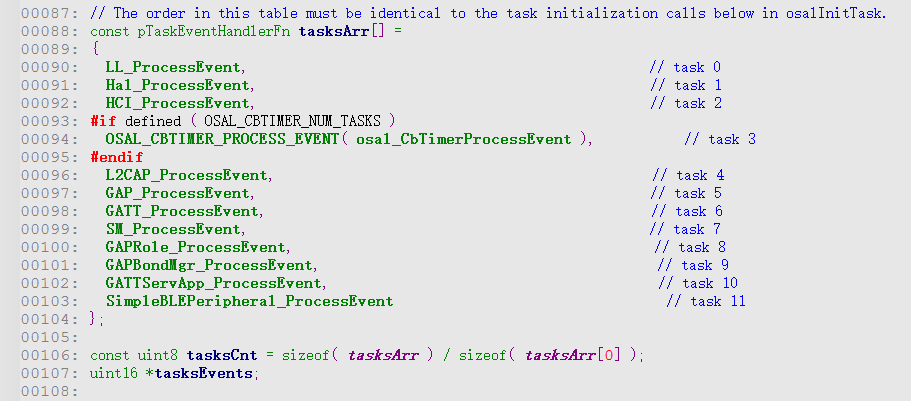 00087: // The order in this table must be identical to the task initialization calls below in osalInitTask.
00088: const pTaskEventHandlerFn tasksArr[] =
00089: {
00090:   LL_ProcessEvent,                                                  // task 0
00091:   Hal_ProcessEvent,                                                 // task 1
00092:   HCI_ProcessEvent,                                                 // task 2
00093: #if defined ( OSAL_CBTIMER_NUM_TASKS )
00094:   OSAL_CBTIMER_PROCESS_EVENT( osal_CbTimerProcessEvent ),           // task 3
00095: #endif
00096:   L2CAP_ProcessEvent,                                               // task 4
00097:   GAP_ProcessEvent,                                                 // task 5
00098:   GATT_ProcessEvent,                                                // task 6
00099:   SM_ProcessEvent,                                                  // task 7
00100:   GAPRole_ProcessEvent,                                             // task 8
00101:   GAPBondMgr_ProcessEvent,                                          // task 9
00102:   GATTServApp_ProcessEvent,                                         // task 10
00103:   SimpleBLEPeripheral_ProcessEvent                                  // task 11
00104: };
00105:
00106: const uint8 tasksCnt = sizeof( tasksArr ) / sizeof( tasksArr[0] );
00107: uint16 *tasksEvents;
00108: